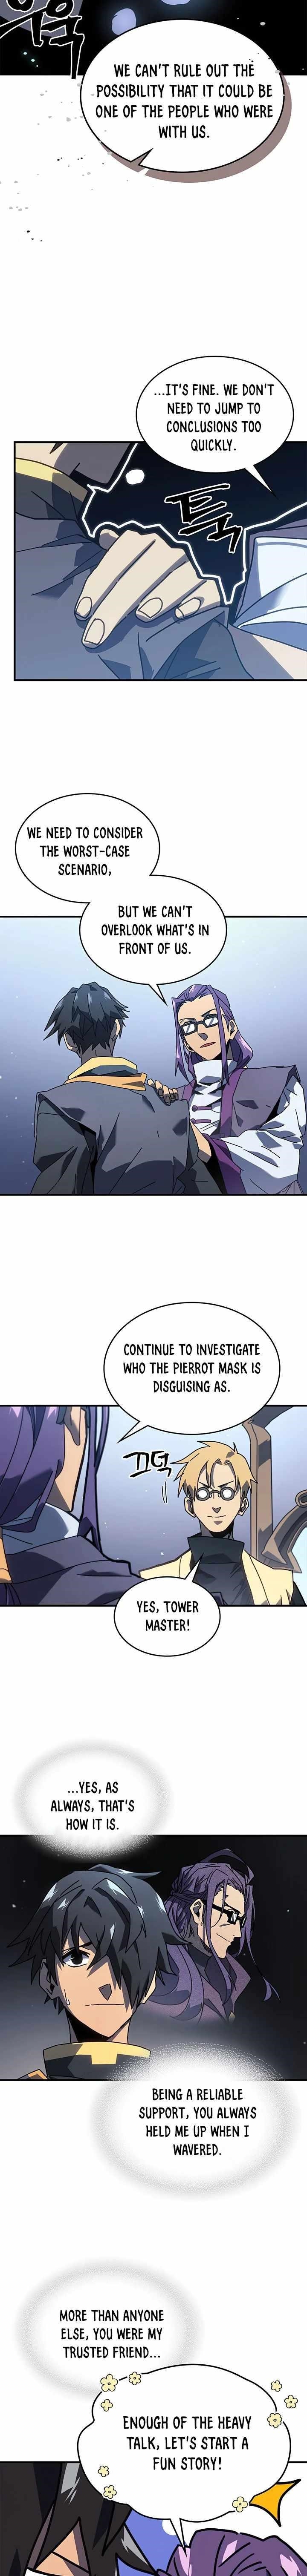 WE CAN'T RULE OUT THE
POSSIBILITY THAT IT COULD BE
ONE OF THE PEOPLE WHO WERE
WITH US.
...IT'S FINE. WE DON'T
NEED TO JUMP TO
CONCLUSIONS TOO
QUICKLY.
툭
WE NEED TO CONSIDER
THE WORST-CASE
SCENARIO,
BUT WE CAN'T
OVERLOOK WHAT'S IN
FRONT OF US.
CONTINUE TO INVESTIGATE
WHO THE PIERROT MASK IS
DISGUISING AS.
끄덕
YES, TOWER
MASTER!
...YES, AS
ALWAYS, THAT'S
HOW IT IS.
BEING A RELIABLE
SUPPORT, YOU ALWAYS
HELD ME UP WHEN I
WAVERED.
MORE THAN ANYONE
ELSE, YOU WERE MY
TRUSTED FRIEND...
ENOUGH OF THE HEAVY
TALK, LET'S START A
FUN STORY!